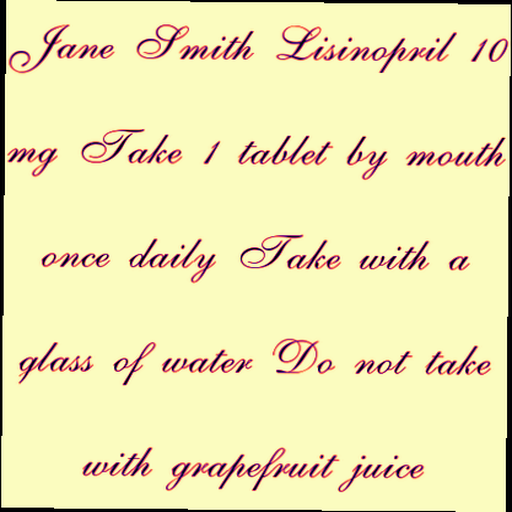 Jane Smith Lisinopril 10
mg Take 1 tablet by mouth
once daily Take with a
glass of water Do not take
with grapefruit juice